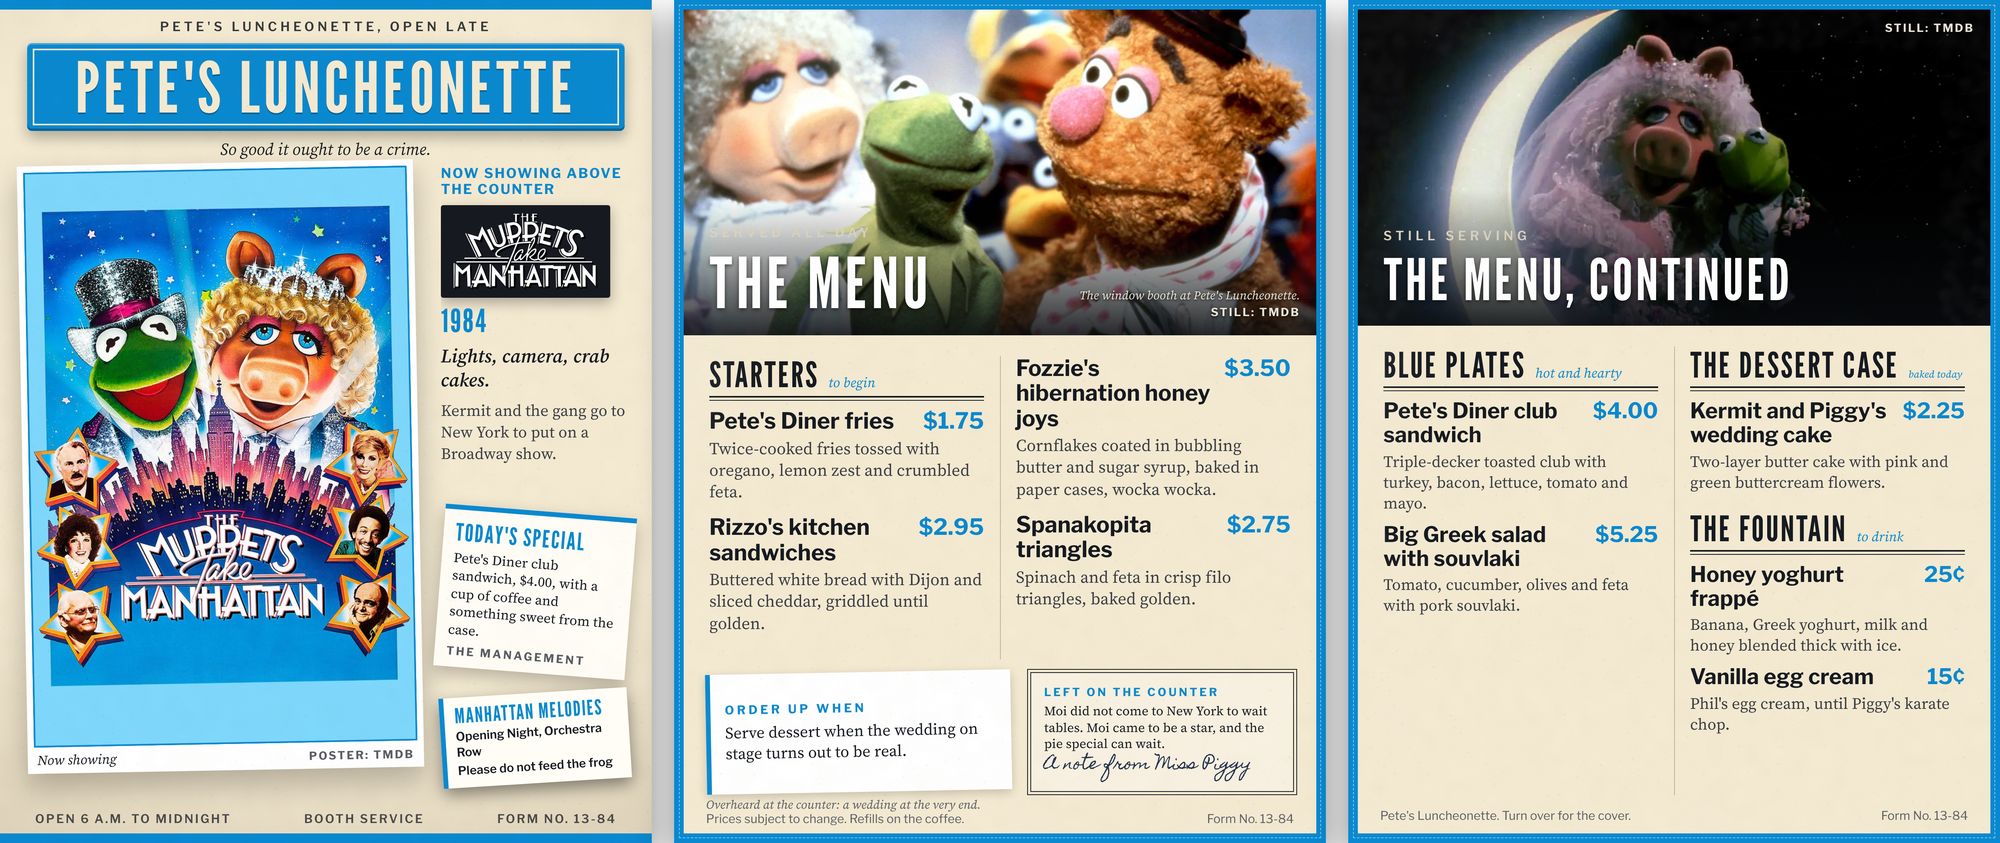 PETE'S LUNCHEONETTE, OPEN LATE
PETE'S LUNCHEONETTE
So good it ought to be a crime.
THE
MUPPETS
Take
MANHATTAN
Now showing
POSTER: TMDB
NOW SHOWING ABOVE
THE COUNTER
THE
MUPPETS
Take
MANHATTAN
1984
Lights, camera, crab
cakes.
Kermit and the gang go to
New York to put on a
Broadway show.
TODAY'S SPECIAL
Pete's Diner club
sandwich, $4.00, with a
cup of coffee and
something sweet from the
case.
THE MANAGEMENT
MANHATTAN MELODIES
Opening Night, Orchestra
Row
Please do not feed the frog
OPEN 6 A.M. TO MIDNIGHT
BOOTH SERVICE
FORM NO. 13-84
SERVED ALL DAY
THE MENU
The window booth at Pete's Luncheonette.
STILL: TMDB
STARTERS to begin
Pete's Diner fries $1.75
Twice-cooked fries tossed with
oregano, lemon zest and crumbled
feta.
Rizzo's kitchen $2.95
sandwiches
Buttered white bread with Dijon and
sliced cheddar, griddled until
golden.
Fozzie's $3.50
hibernation honey
joys
Cornflakes coated in bubbling
butter and sugar syrup, baked in
paper cases, wocka wocka.
Spanakopita $2.75
triangles
Spinach and feta in crisp filo
triangles, baked golden.
ORDER UP WHEN
Serve dessert when the wedding on
stage turns out to be real.
LEFT ON THE COUNTER
Moi did not come to New York to wait
tables. Moi came to be a star, and the
pie special can wait.
A note from Miss Piggy
Overheard at the counter: a wedding at the very end.
Prices subject to change. Refills on the coffee.
Form No. 13-84
STILL: TMDB
STILL SERVING
THE MENU, CONTINUED
BLUE PLATES hot and hearty
Pete's Diner club $4.00
sandwich
Triple-decker toasted club with
turkey, bacon, lettuce, tomato and
mayo.
Big Greek salad $5.25
with souvlaki
Tomato, cucumber, olives and feta
with pork souvlaki.
THE DESSERT CASE baked today
Kermit and Piggy's $2.25
wedding cake
Two-layer butter cake with pink and
green buttercream flowers.
THE FOUNTAIN to drink
Honey yoghurt 25¢
frappé
Banana, Greek yoghurt, milk and
honey blended thick with ice.
Vanilla egg cream 15¢
Phil's egg cream, until Piggy's karate
chop.
Pete's Luncheonette. Turn over for the cover.
Form No. 13-84